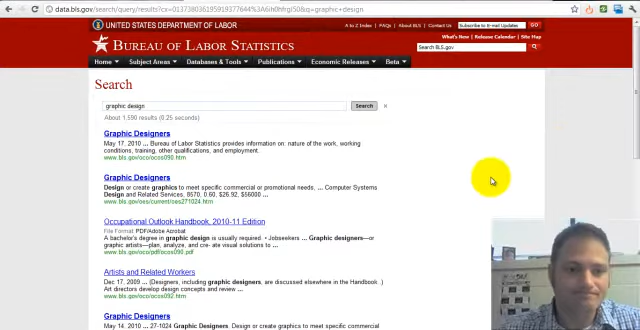 data.bls.gov/search/query/results?cx=013738036195919377644%3A6ih0hfrgl50&q=graphic+design
UNITED STATES DEPARTMENT OF LABOR
A to Z Index | FAQs | About BLS | Contact Us
Subscribe to E-mail Updates
GO
BUREAU OF LABOR STATISTICS
What's New | Release Calendar | Site Map
Search BLS.gov
Home
Subject Areas
Databases & Tools
Publications
Economic Releases
Beta
Search
graphic design
Search
About 1,590 results (0.25 seconds)
Graphic Designers
May 17, 2010 ... Bureau of Labor Statistics provides information on: nature of the work, working
conditions, training, other qualifications, and employment.
www.bls.gov/oco/ocos090.htm
Graphic Designers
Design or create graphics to meet specific commercial or promotional needs, ... Computer Systems
Design and Related Services, 8570, 0.60, $26.92, $56000 ...
www.bls.gov/oes/current/oes271024.htm
Occupational Outlook Handbook, 2010-11 Edition
File Format: PDF/Adobe Acrobat
A bachelor's degree in graphic design is usually required. • Jobseekers ... Graphic designers—or
graphic artists—plan, analyze, and cre- ate visual solutions to ...
www.bls.gov/oco/pdf/ocos090.pdf
Artists and Related Workers
Dec 17, 2009 ... (Designers, including graphic designers, are discussed elsewhere in the Handbook.)
Art directors develop design concepts and review ...
www.bls.gov/oco/ocos092.htm
Graphic Designers
May 14, 2010 ... 27-1024 Graphic Designers. Design or create graphics to meet specific commercial